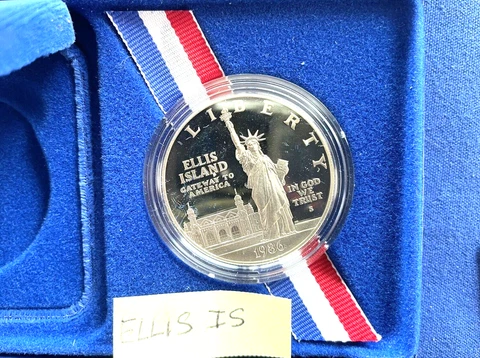 LIBERTY
ELLIS
ISLAND
GATEWAY TO
AMERICA
IN GOD
WE
TRUST
S
1986
ELLIS IS